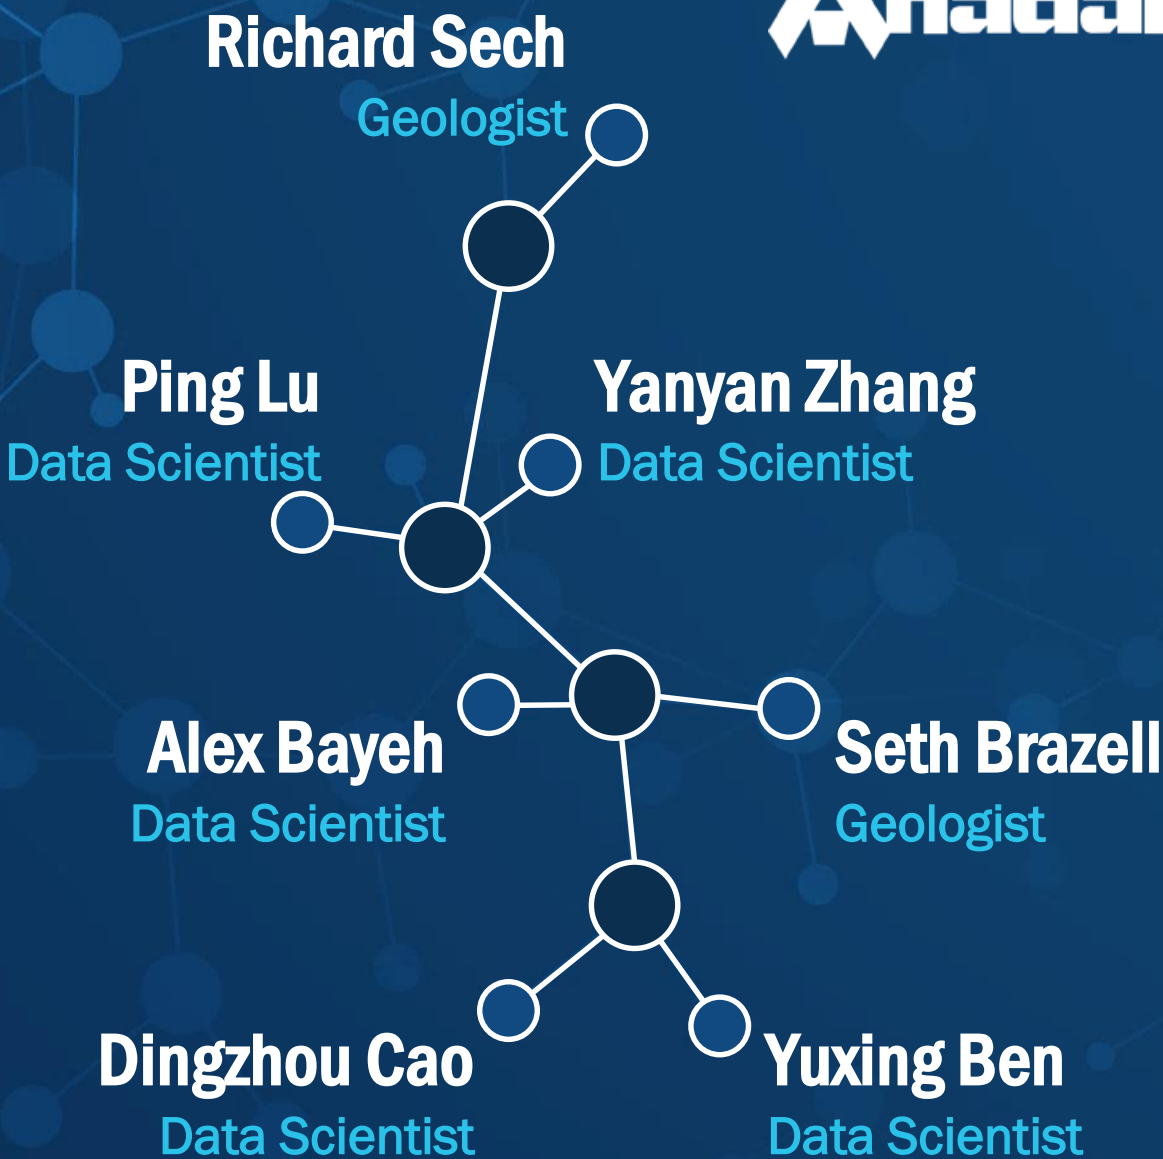 Richard Sech
Geologist
Ping Lu
Data Scientist
Yanyan Zhang
Data Scientist
Alex Bayeh
Data Scientist
Seth Brazell
Geologist
Dingzhou Cao
Data Scientist
Yuxing Ben
Data Scientist